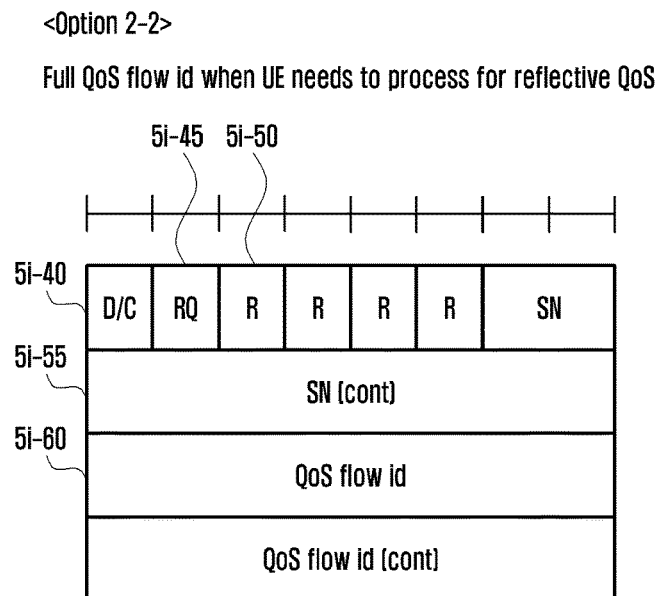 <Option 2-2>
Full QoS flow id when UE needs to process for reflective QoS
5i-45 5i-50
5i-40
D/C RQ R R R R SN
5i-55
SN (cont)
5i-60
QoS flow id
QoS flow id (cont)